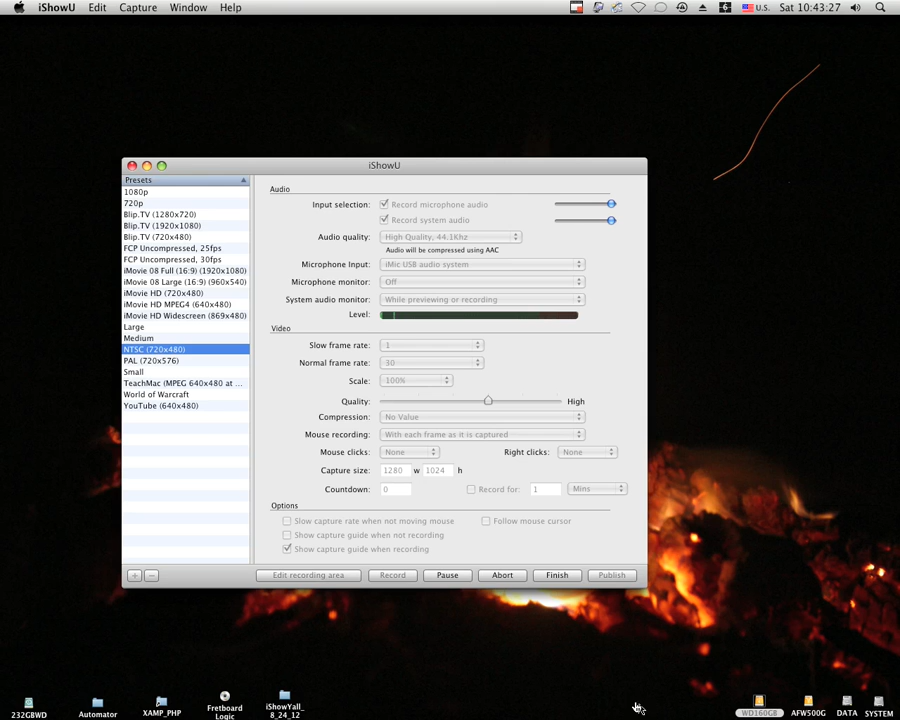 iShowU Edit Capture Window Help
6 U.S. Sat 10:43:27
iShowU
Presets
1080p
720p
Blip.TV (1280x720)
Blip.TV (1920x1080)
Blip.TV (720x480)
FCP Uncompressed, 25fps
FCP Uncompressed, 30fps
iMovie 08 Full (16:9) (1920x1080)
iMovie 08 Large (16:9) (960x540)
iMovie HD (720x480)
iMovie HD MPEG4 (640x480)
iMovie HD Widescreen (869x480)
Large
Medium
NTSC (720x480)
PAL (720x576)
Small
TeachMac (MPEG 640x480 at ...
World of Warcraft
YouTube (640x480)
Audio
Input selection: Record microphone audio
Record system audio
Audio quality: High Quality, 44.1Khz
Audio will be compressed using AAC
Microphone Input: iMic USB audio system
Microphone monitor: Off
System audio monitor: While previewing or recording
Level:
Video
Slow frame rate: 1
Normal frame rate: 30
Scale: 100%
Quality: High
Compression: No Value
Mouse recording: With each frame as it is captured
Mouse clicks: None Right clicks: None
Capture size: 1280 w 1024 h
Countdown: 0 Record for: 1 Mins
Options
Slow capture rate when not moving mouse Follow mouse cursor
Show capture guide when not recording
Show capture guide when recording
+ − Edit recording area Record Pause Abort Finish Publish
232GBWD Automator XAMP_PHP Fretboard Logic iShowYall_8_24_12 WD160GB AFW500G DATA SYSTEM